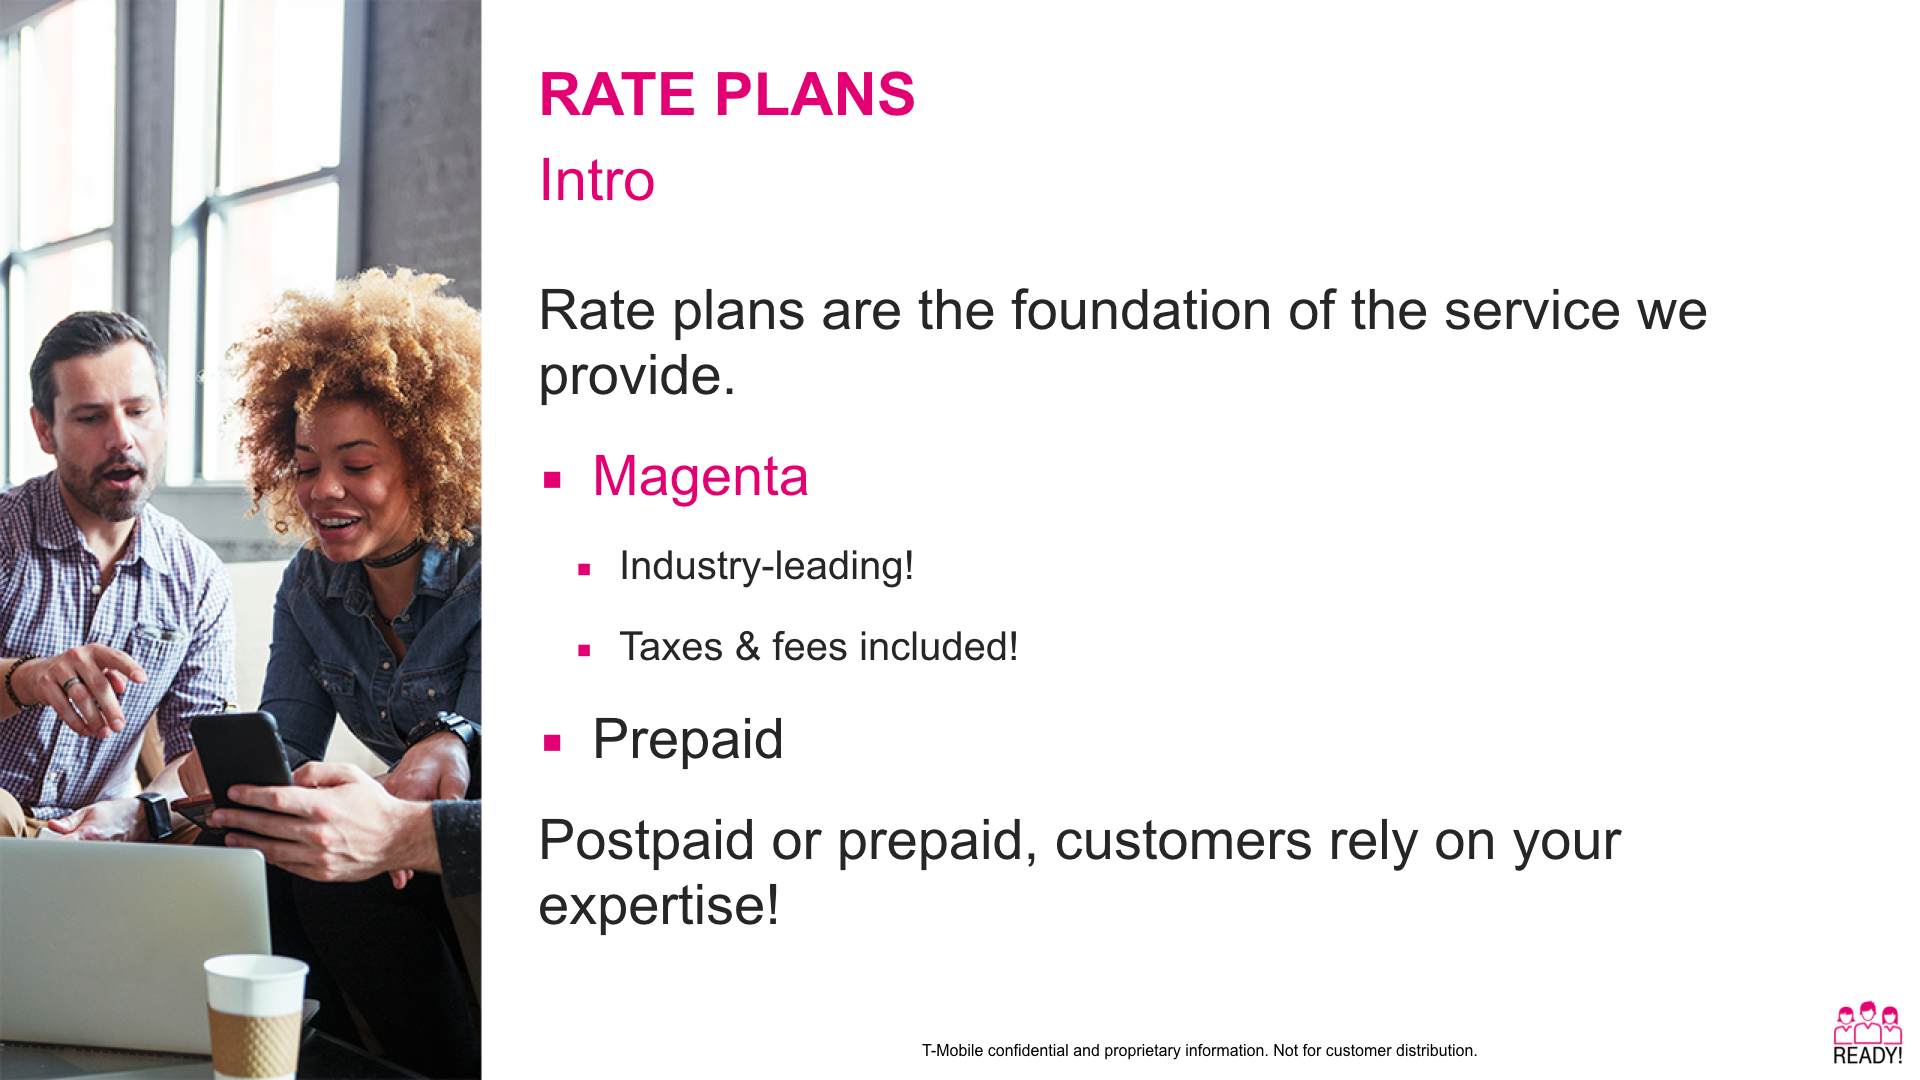 RATE PLANS
Intro
Rate plans are the foundation of the service we
provide.
Magenta
Industry-leading!
Taxes & fees included!
Prepaid
Postpaid or prepaid, customers rely on your
expertise!
T-Mobile confidential and proprietary information. Not for customer distribution.
READY!